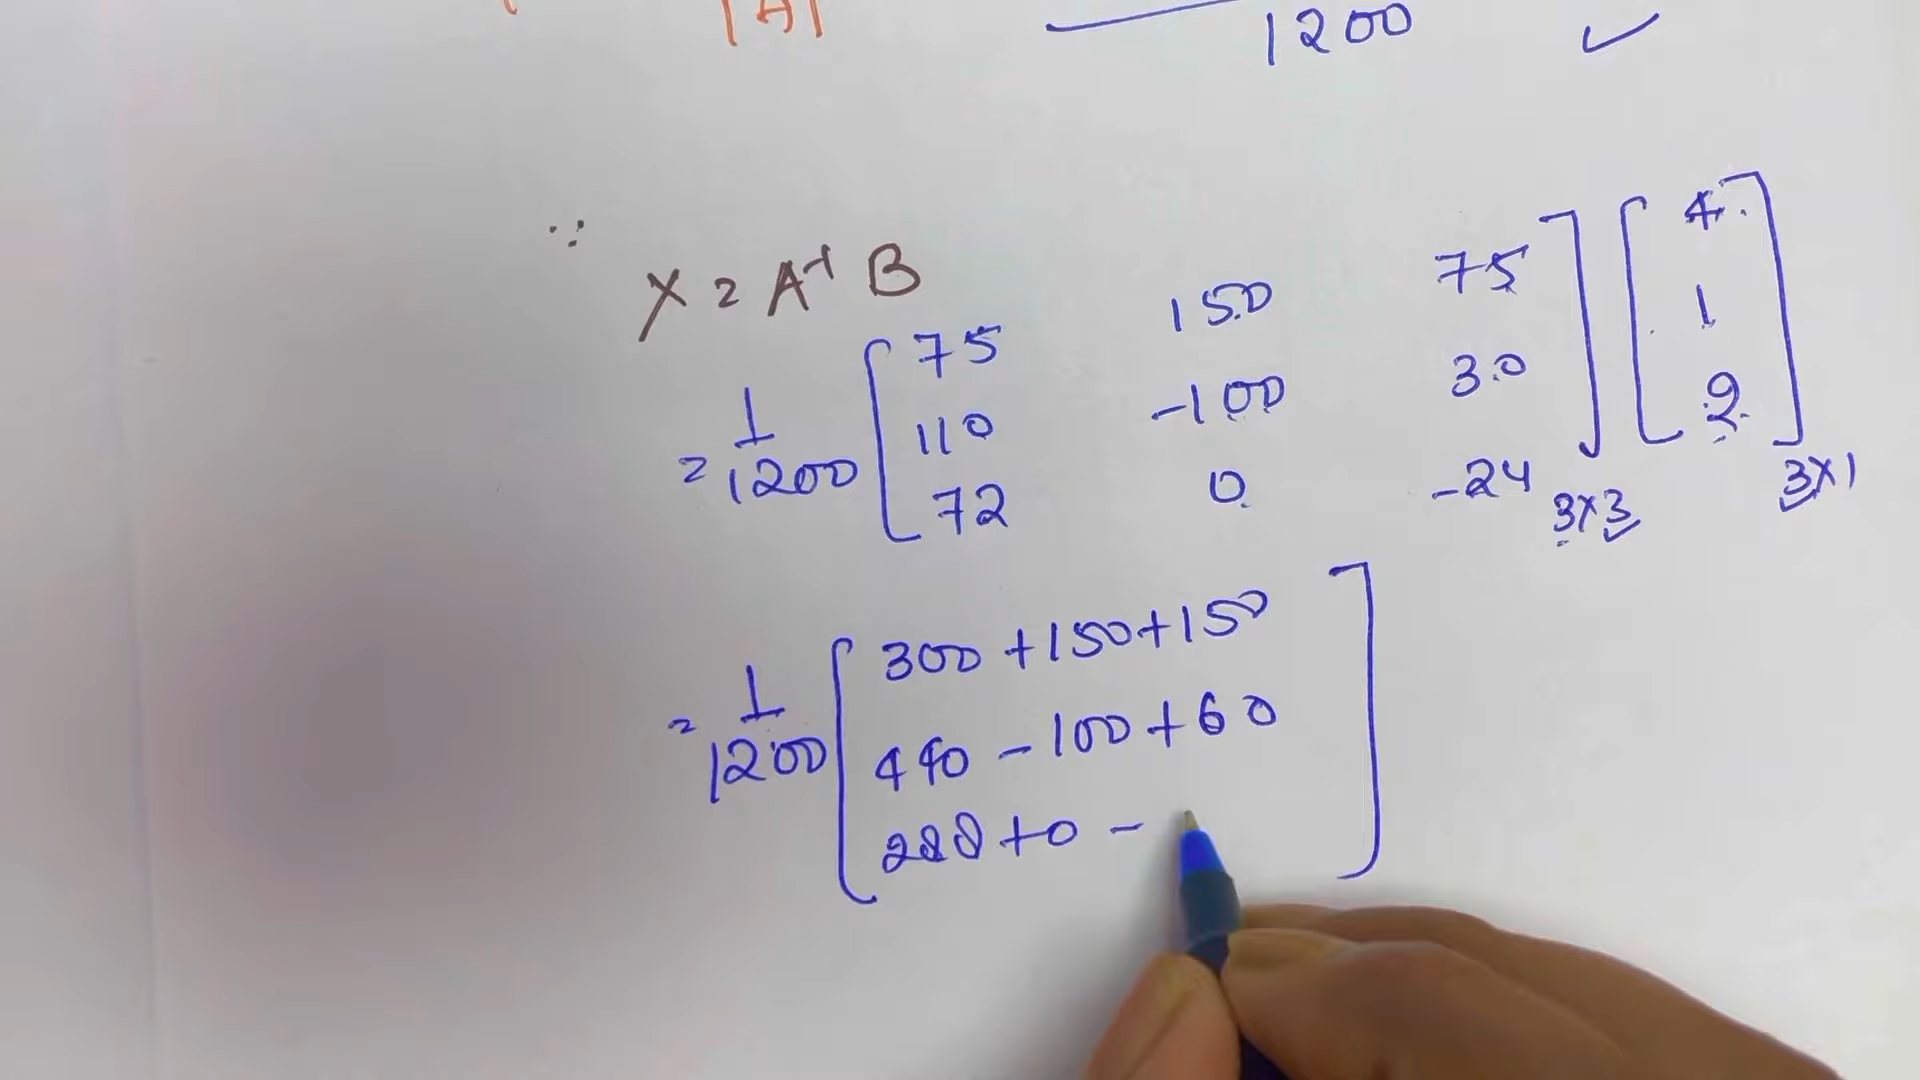 |A| 1200 ✓
∵
X = A⁻¹ B
= 1/1200 [ 75 150 75 ] [ 4 ]
110 -100 30 1
72 0 -24 3×3 2 3×1
= 1/1200 [ 300 + 150 + 150 ]
440 - 100 + 60
288 + 0 -